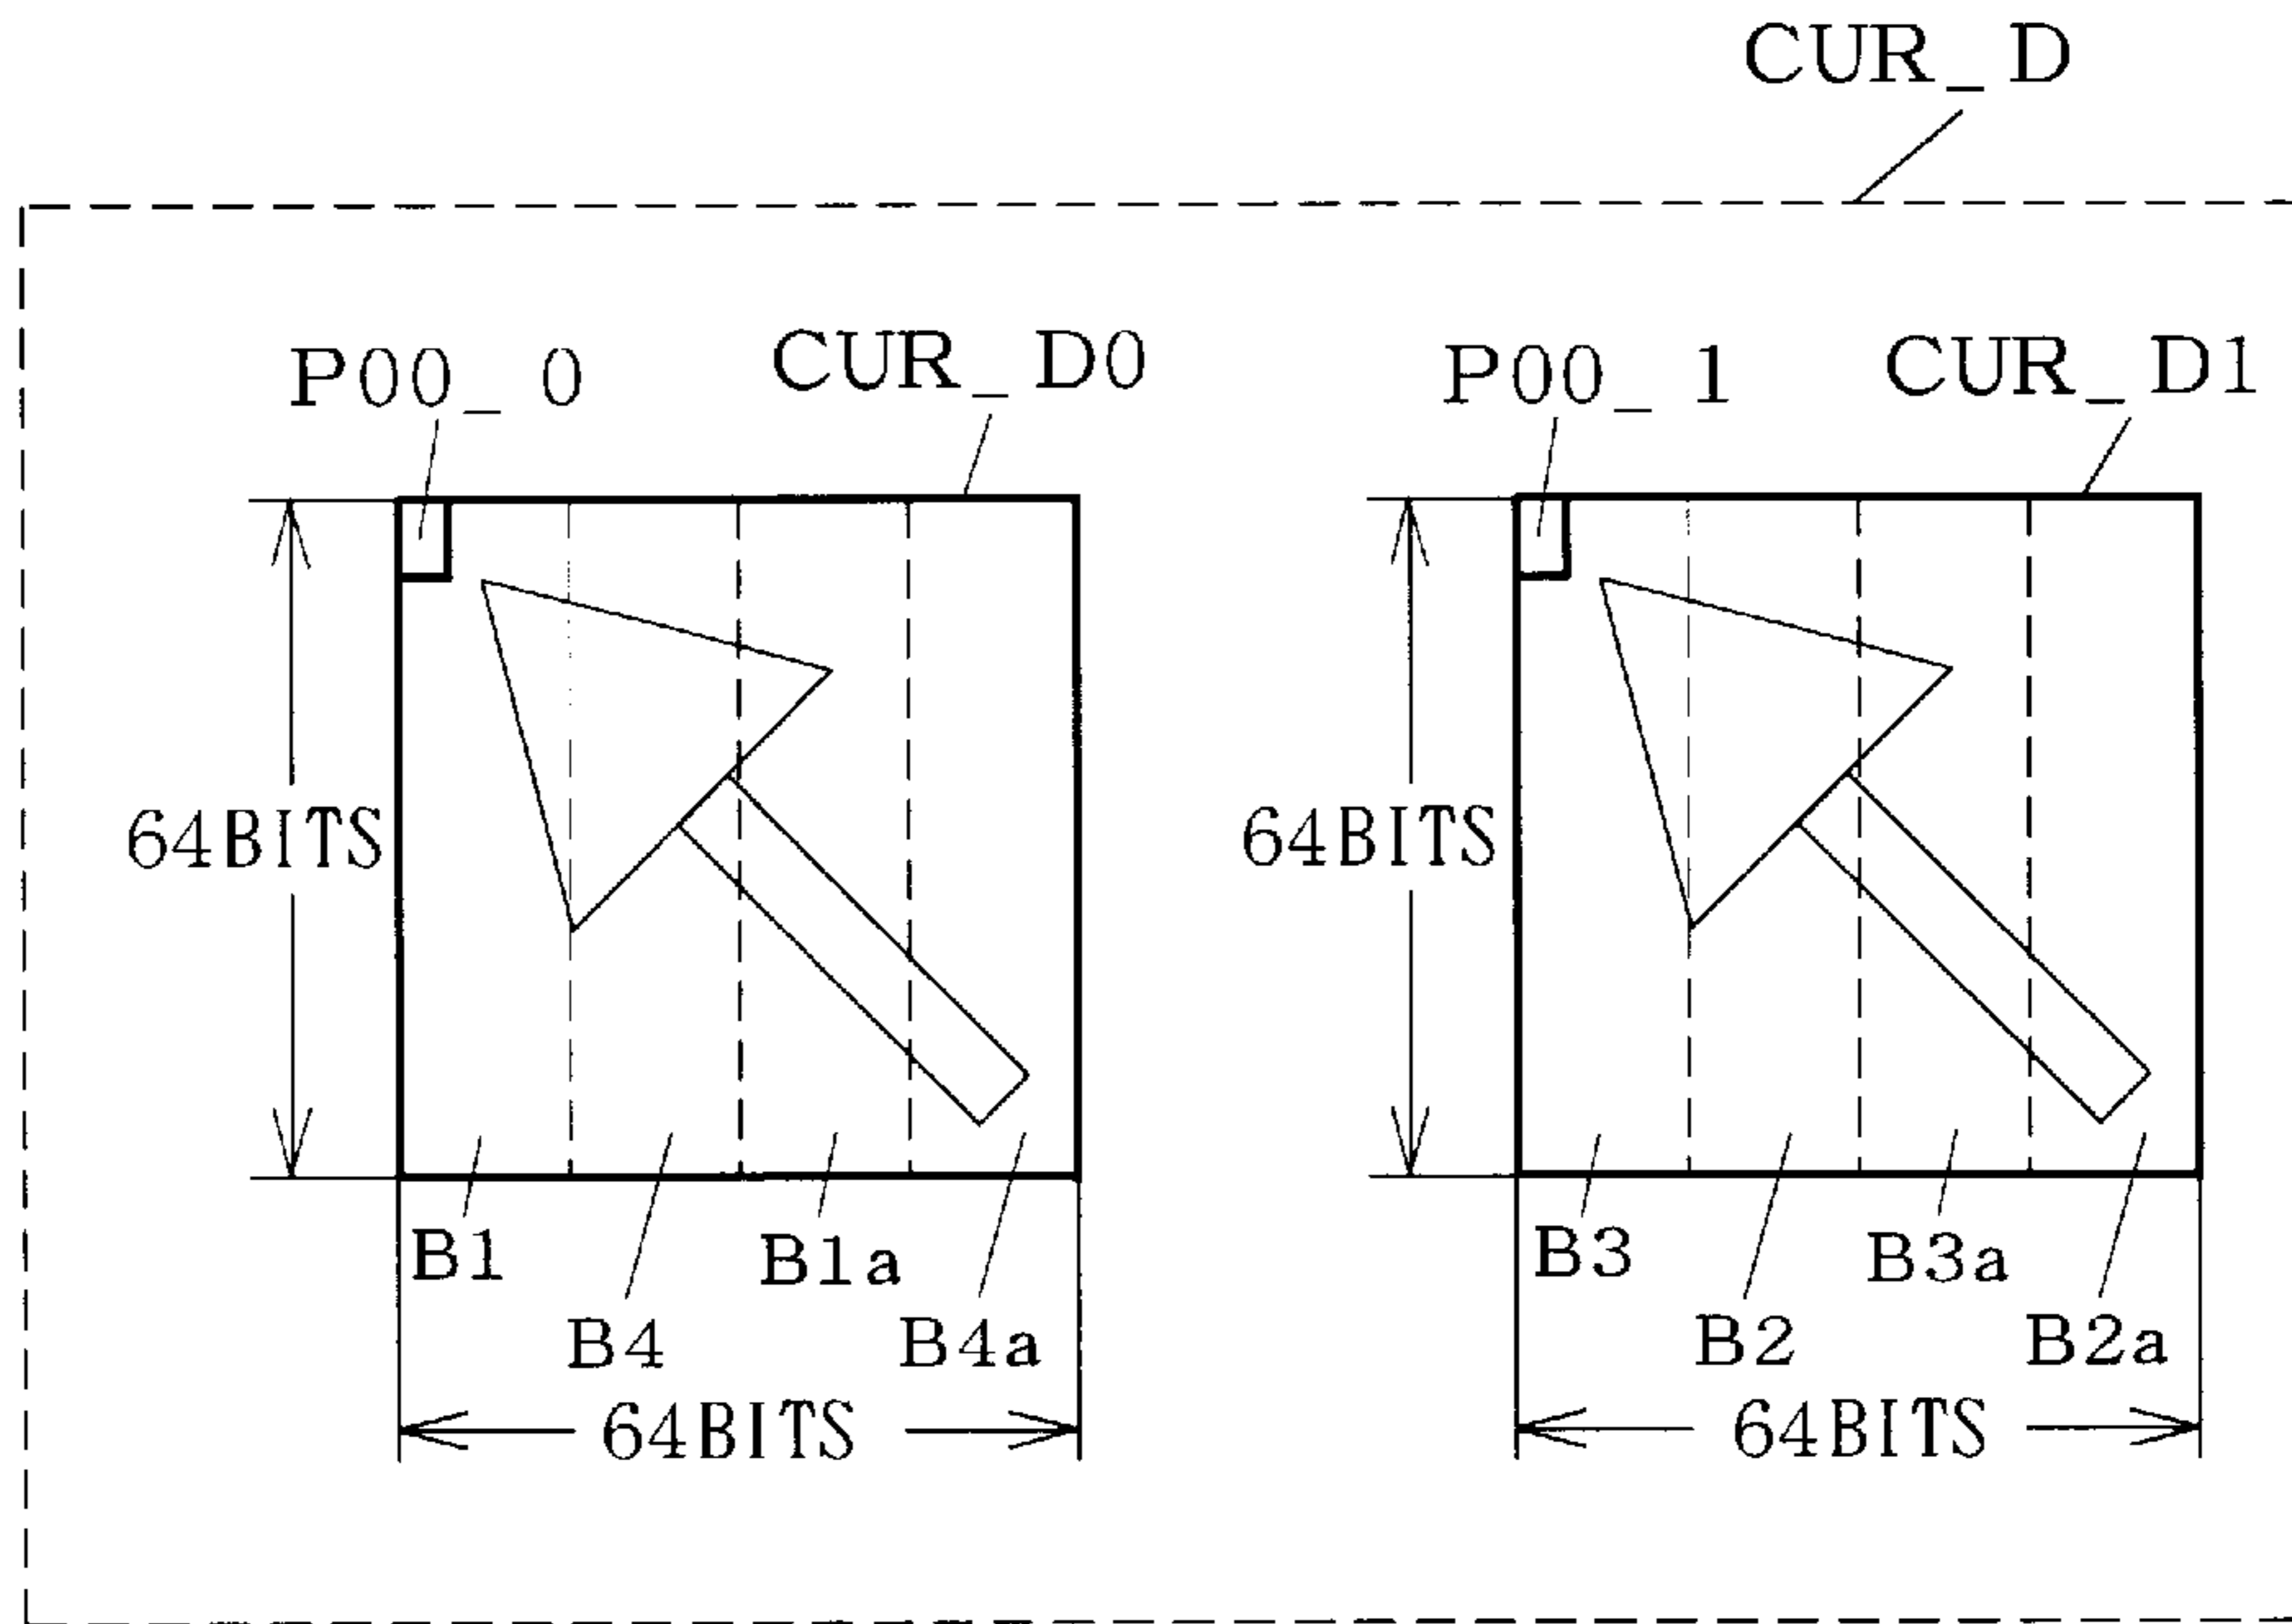 CUR_D
P00_0
CUR_D0
P00_1
CUR_D1
64BITS
64BITS
B1
B1a
B3
B3a
B4
B4a
B2
B2a
64BITS
64BITS